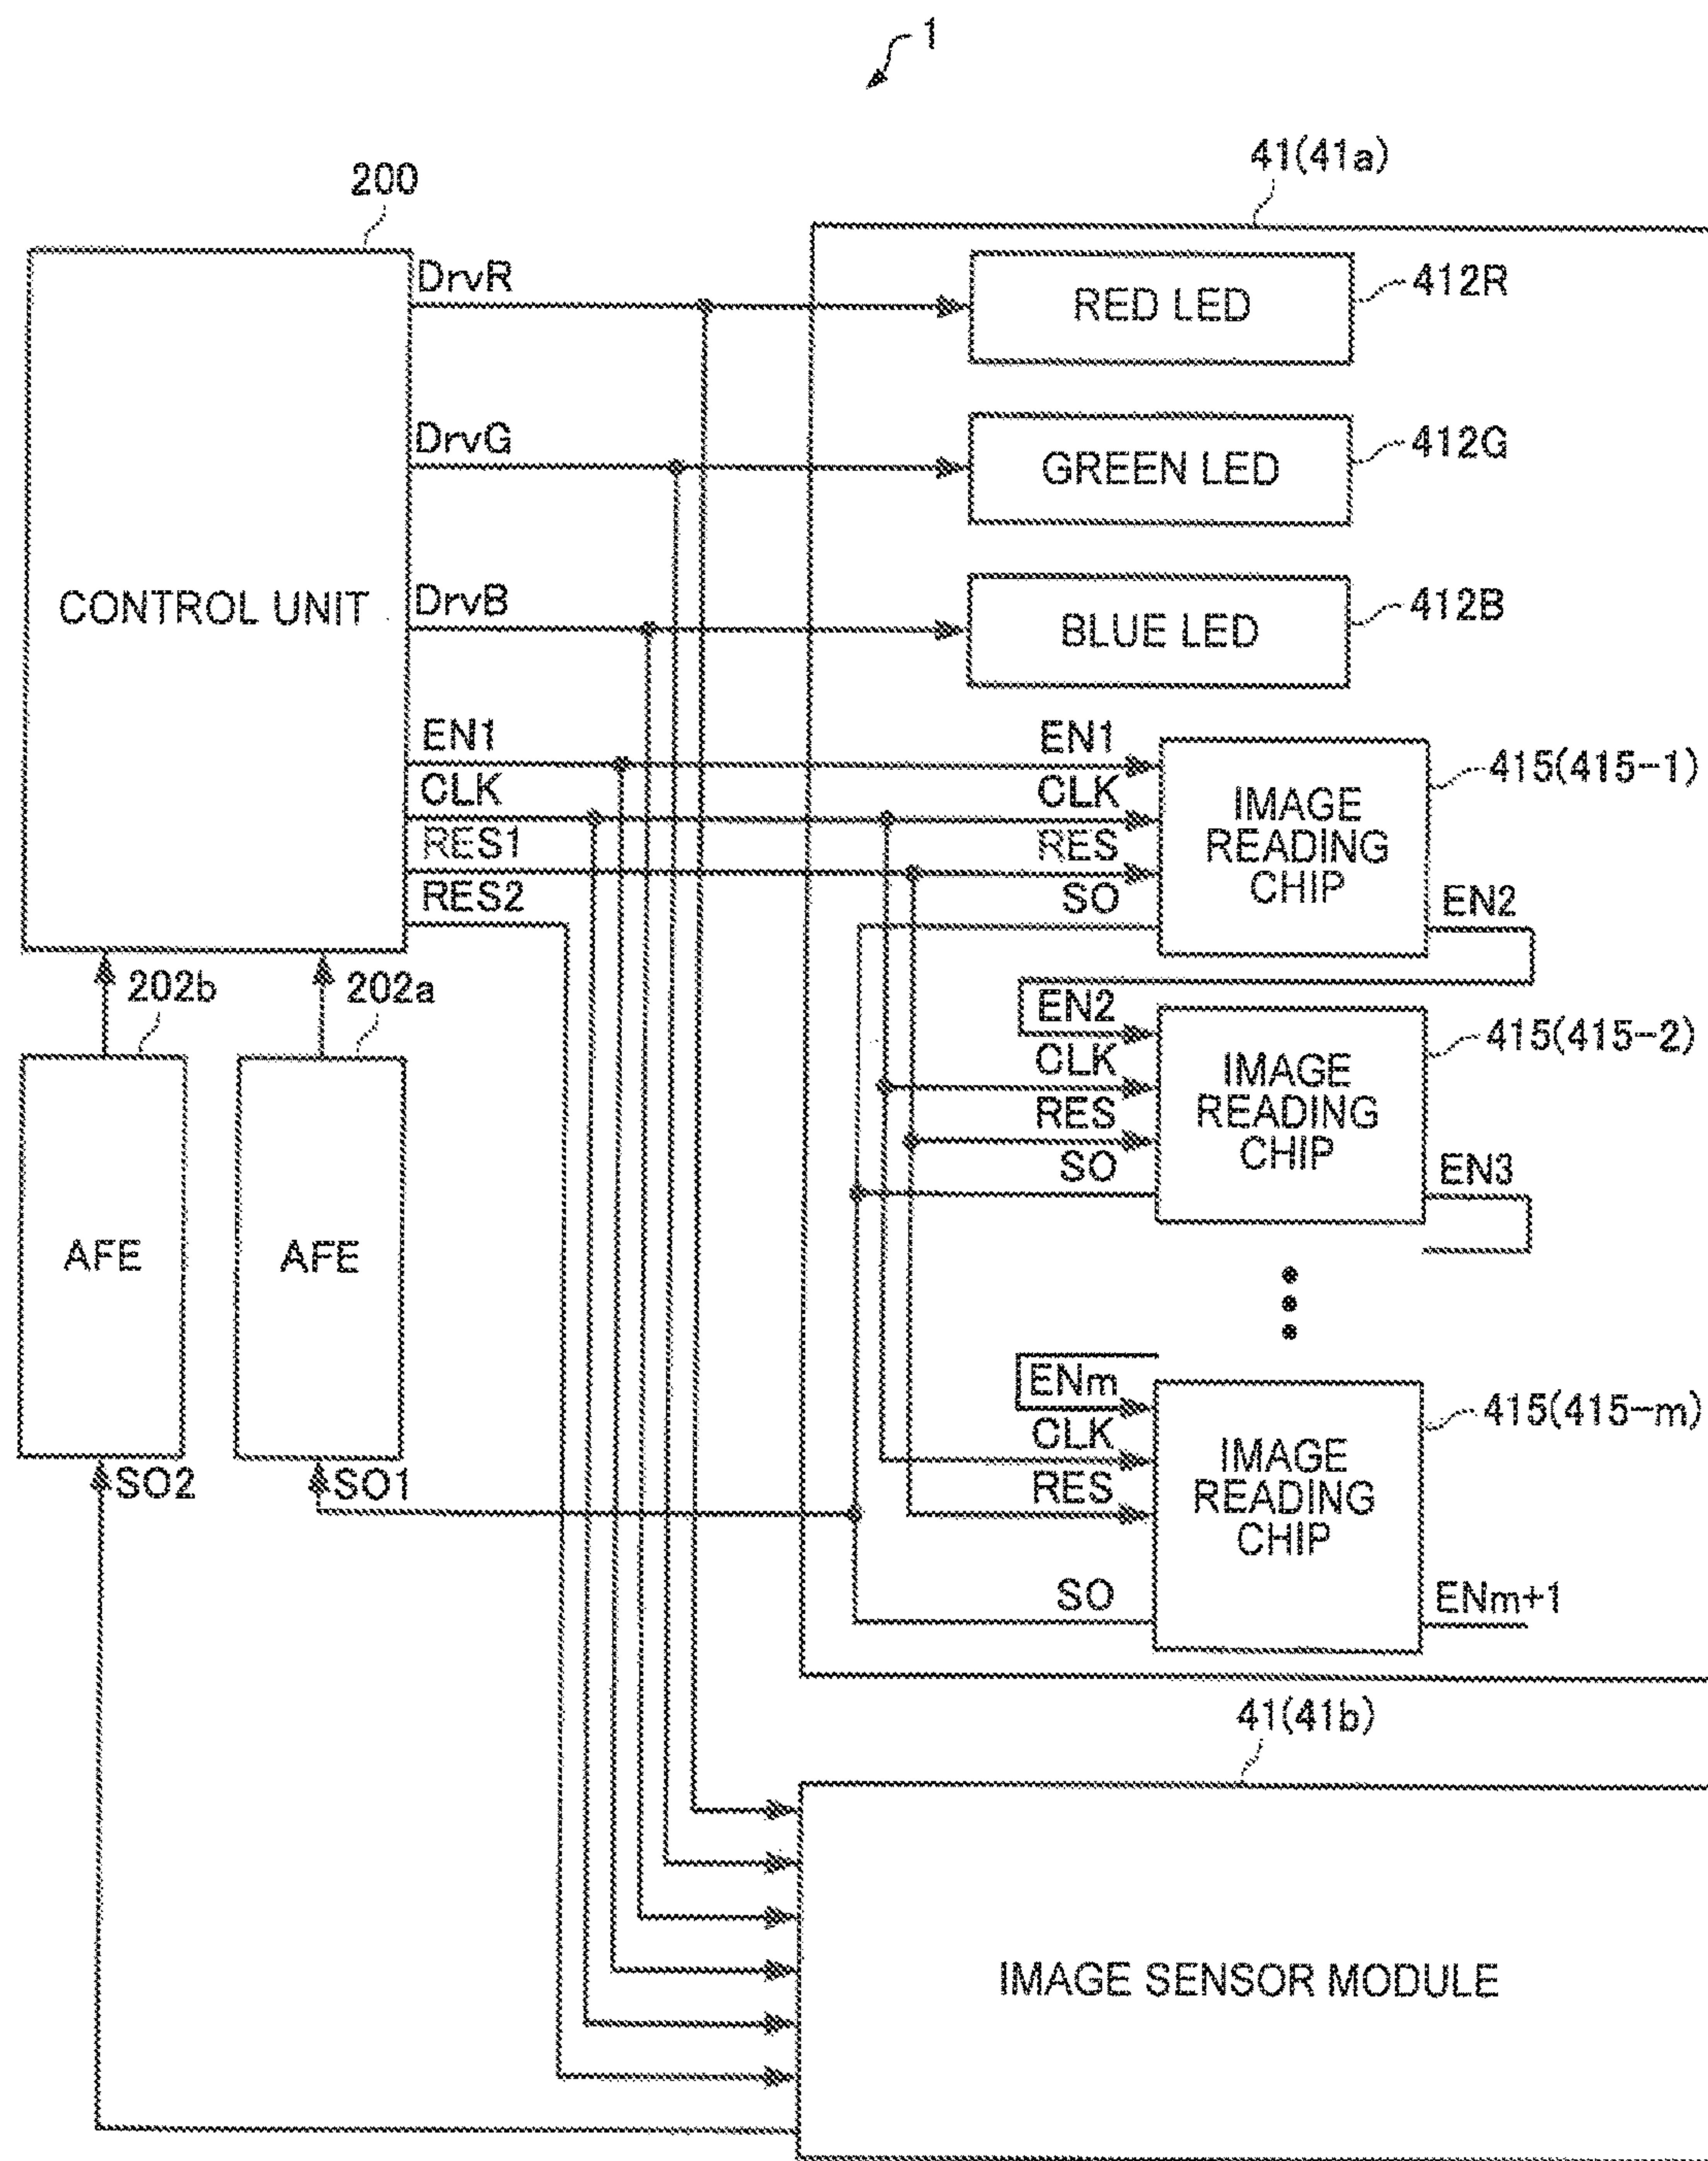 1
41(41a)
200
DrvR
RED LED
412R
DrvG
GREEN LED
412G
CONTROL UNIT
DrvB
BLUE LED
412B
EN1
EN1
CLK
CLK
RES1
RES
RES2
SO
IMAGE
READING
CHIP
415(415-1)
EN2
202b
202a
EN2
CLK
RES
SO
IMAGE
READING
CHIP
415(415-2)
EN3
AFE
AFE
ENm
CLK
RES
SO
IMAGE
READING
CHIP
415(415-m)
ENm+1
SO2
SO1
41(41b)
IMAGE SENSOR MODULE